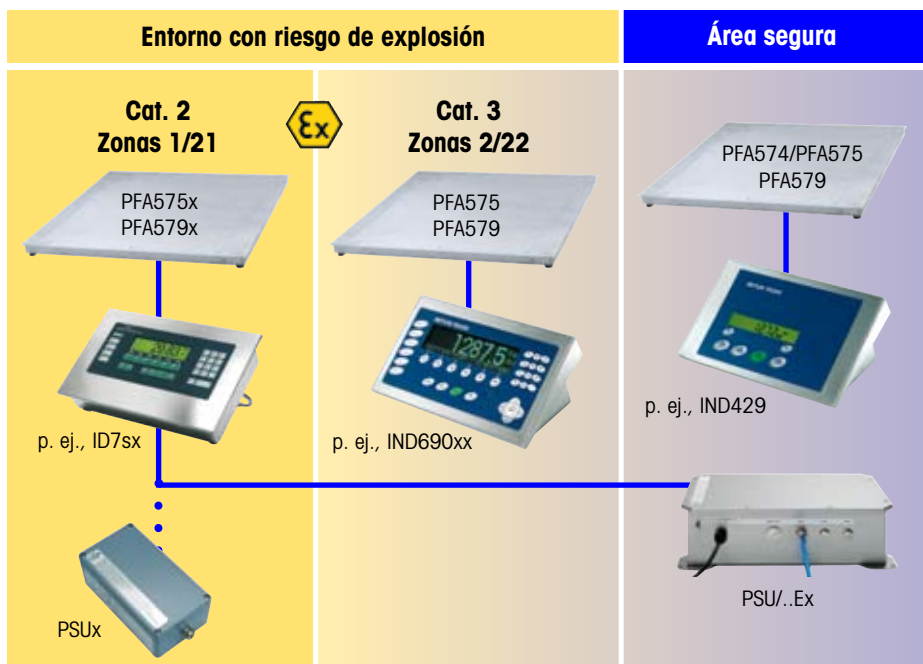 Entorno con riesgo de explosión
Área segura
Cat. 2
Zonas 1/21
Ex
Cat. 3
Zonas 2/22
PFA575x
PFA579x
PFA575
PFA579
PFA574/PFA575
PFA579
1287.5
p. ej., ID7sx
p. ej., IND690xx
p. ej., IND429
PSUx
PSU/..Ex